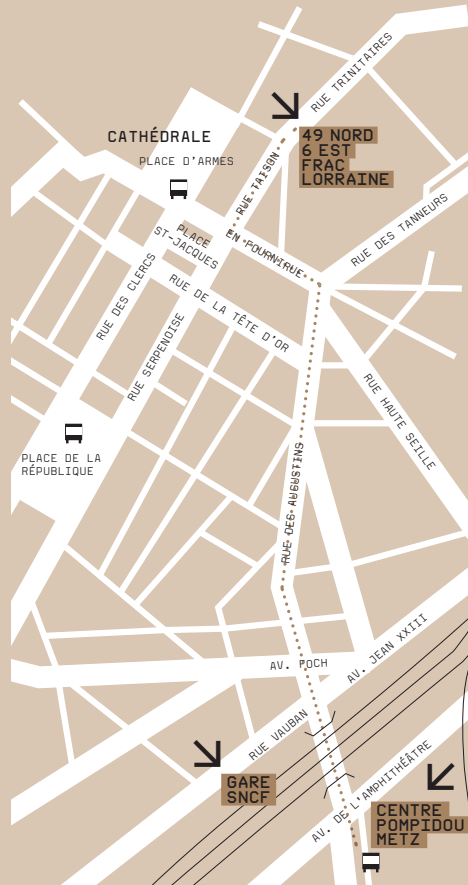 RUE TRINITAIRES
49 NORD
6 EST
FRAC
LORRAINE
CATHÉDRALE
PLACE D'ARMES
RUE TAISON
RUE DES TANNEURS
PLACE
ST-JACQUES
EN FOURNIRUE
RUE DES CLERCS
RUE DE LA TÊTE D'OR
RUE SERPENOISE
RUE HAUTE SEILLE
PLACE DE LA
RÉPUBLIQUE
RUE DES AUGUSTINS
AV. FOCH
AV. JEAN XXIII
RUE VAUBAN
GARE
SNCF
AV. DE L'AMPHITHÉÂTRE
CENTRE
POMPIDOU
METZ